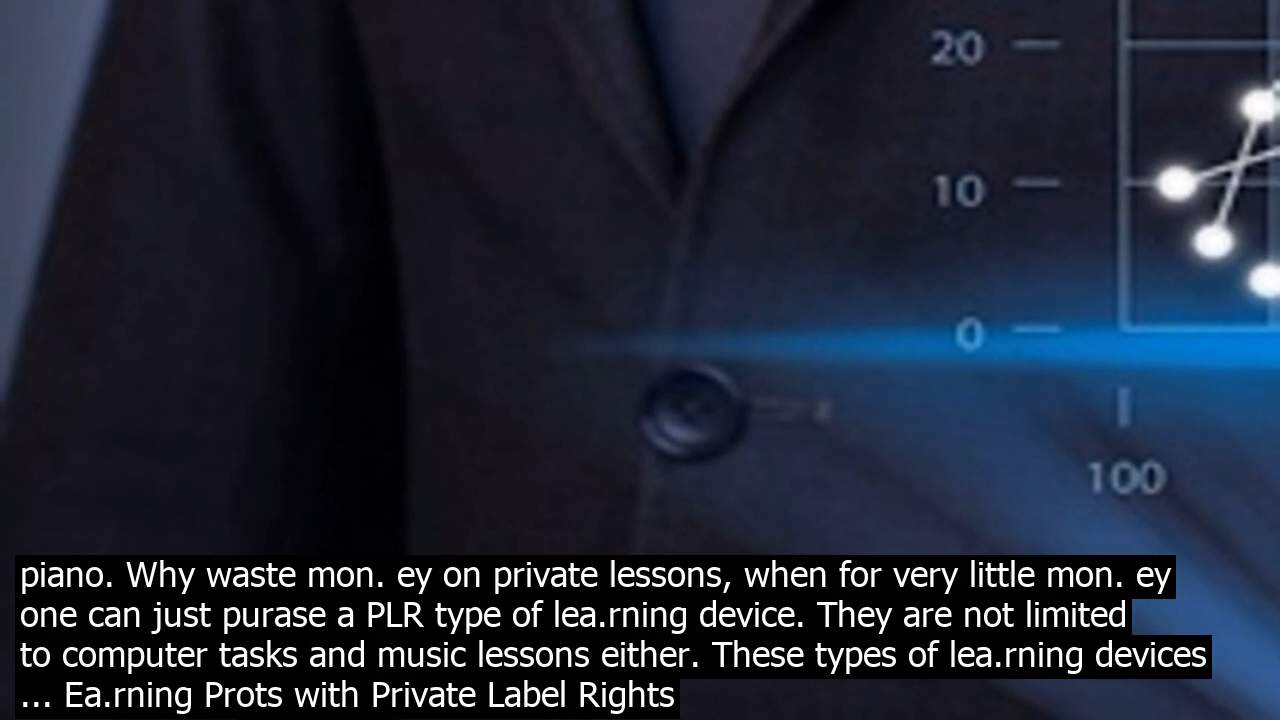 20
10
0
100
piano. Why waste mon. ey on private lessons, when for very little mon. ey
one can just purase a PLR type of lea.rning device. They are not limited
to computer tasks and music lessons either. These types of lea.rning devices
... Ea.rning Prots with Private Label Rights